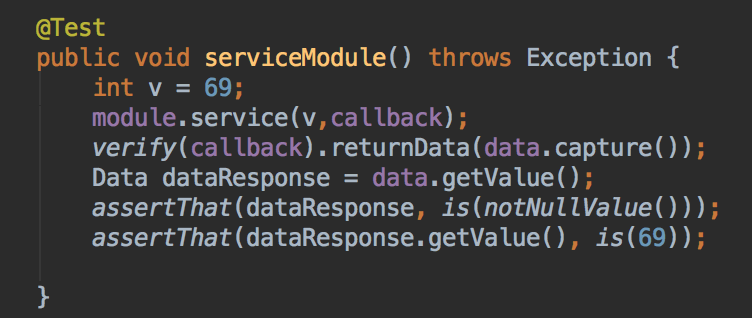 @Test
public void serviceModule() throws Exception {
int v = 69;
module.service(v,callback);
verify(callback).returnData(data.capture());
Data dataResponse = data.getValue();
assertThat(dataResponse, is(notNullValue()));
assertThat(dataResponse.getValue(), is(69));
}